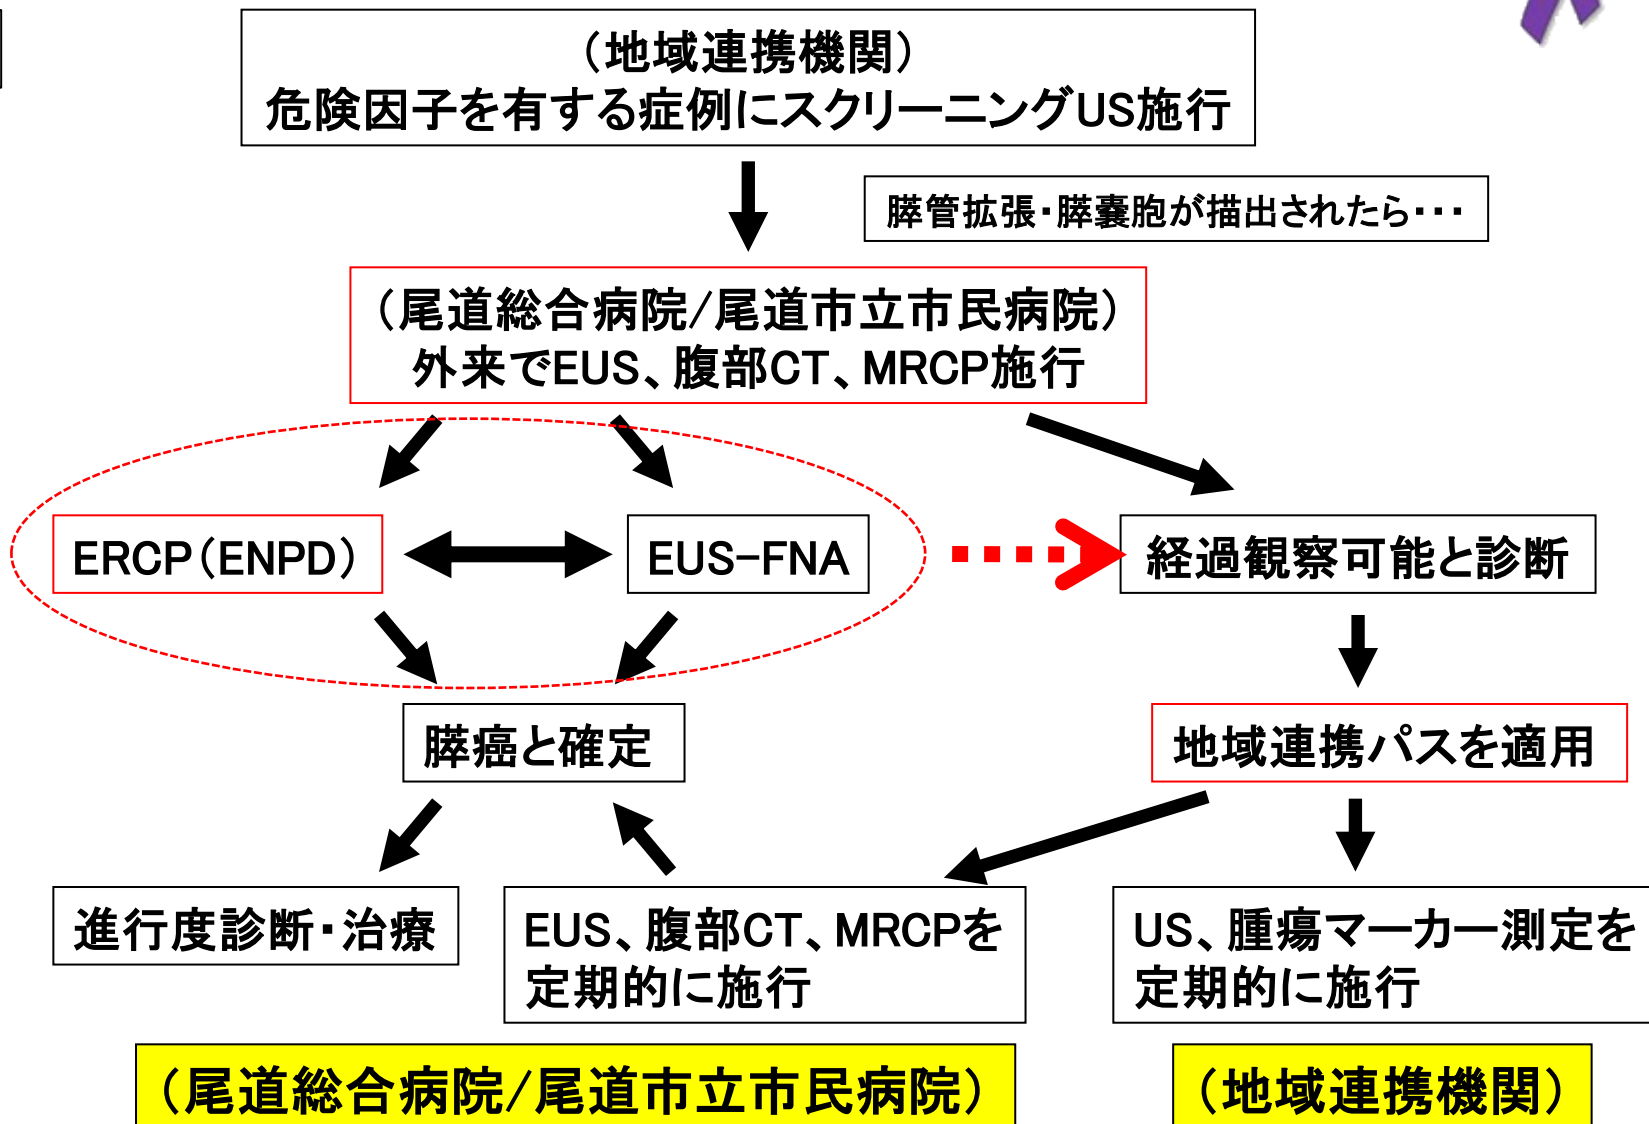 （地域連携機関）
危険因子を有する症例にスクリーニングUS施行
膵管拡張・膵嚢胞が描出されたら・・・
（尾道総合病院/尾道市立市民病院）
外来でEUS、腹部CT、MRCP施行
ERCP（ENPD）
EUS-FNA
経過観察可能と診断
膵癌と確定
地域連携パスを適用
進行度診断・治療
EUS、腹部CT、MRCPを
定期的に施行
US、腫瘍マーカー測定を
定期的に施行
（尾道総合病院/尾道市立市民病院）
（地域連携機関）